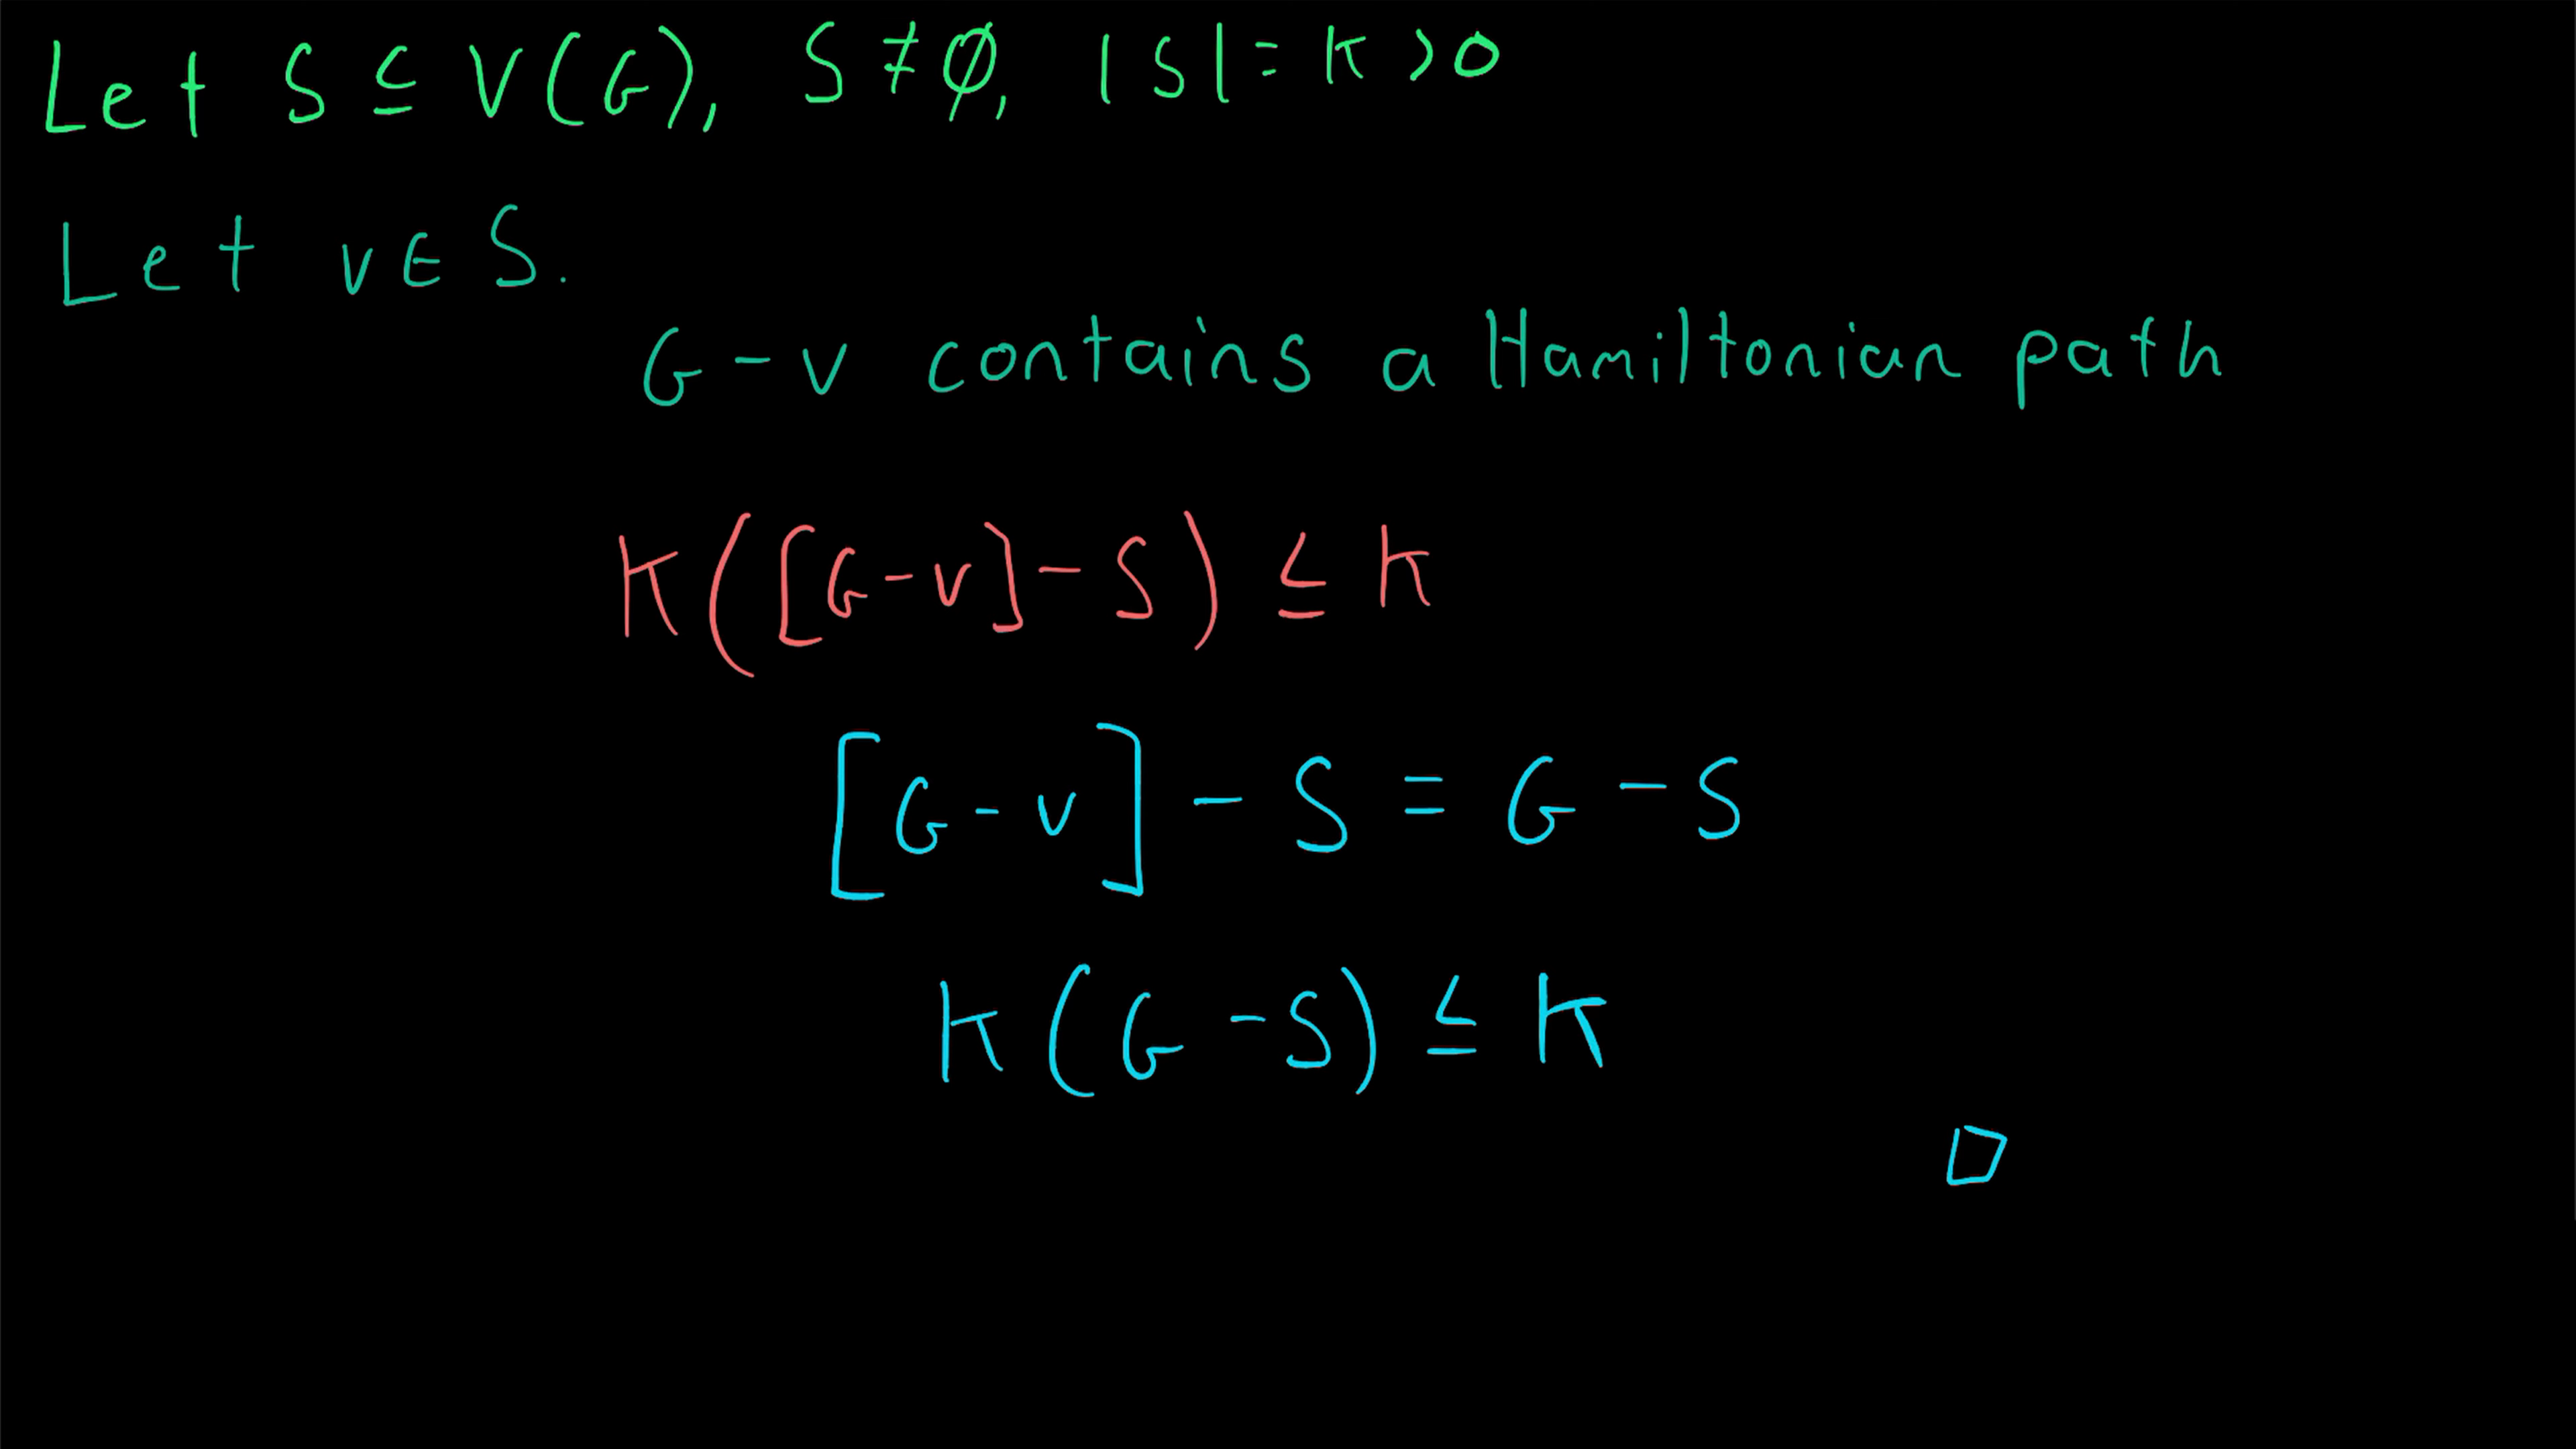 Let S ⊆ V(G), S ≠ ∅, |S| = K > 0
Let v ∈ S.
G - v contains a Hamiltonian path
K([G - v] - S) ≤ K
[G - v] - S = G - S
K(G - S) ≤ K
□